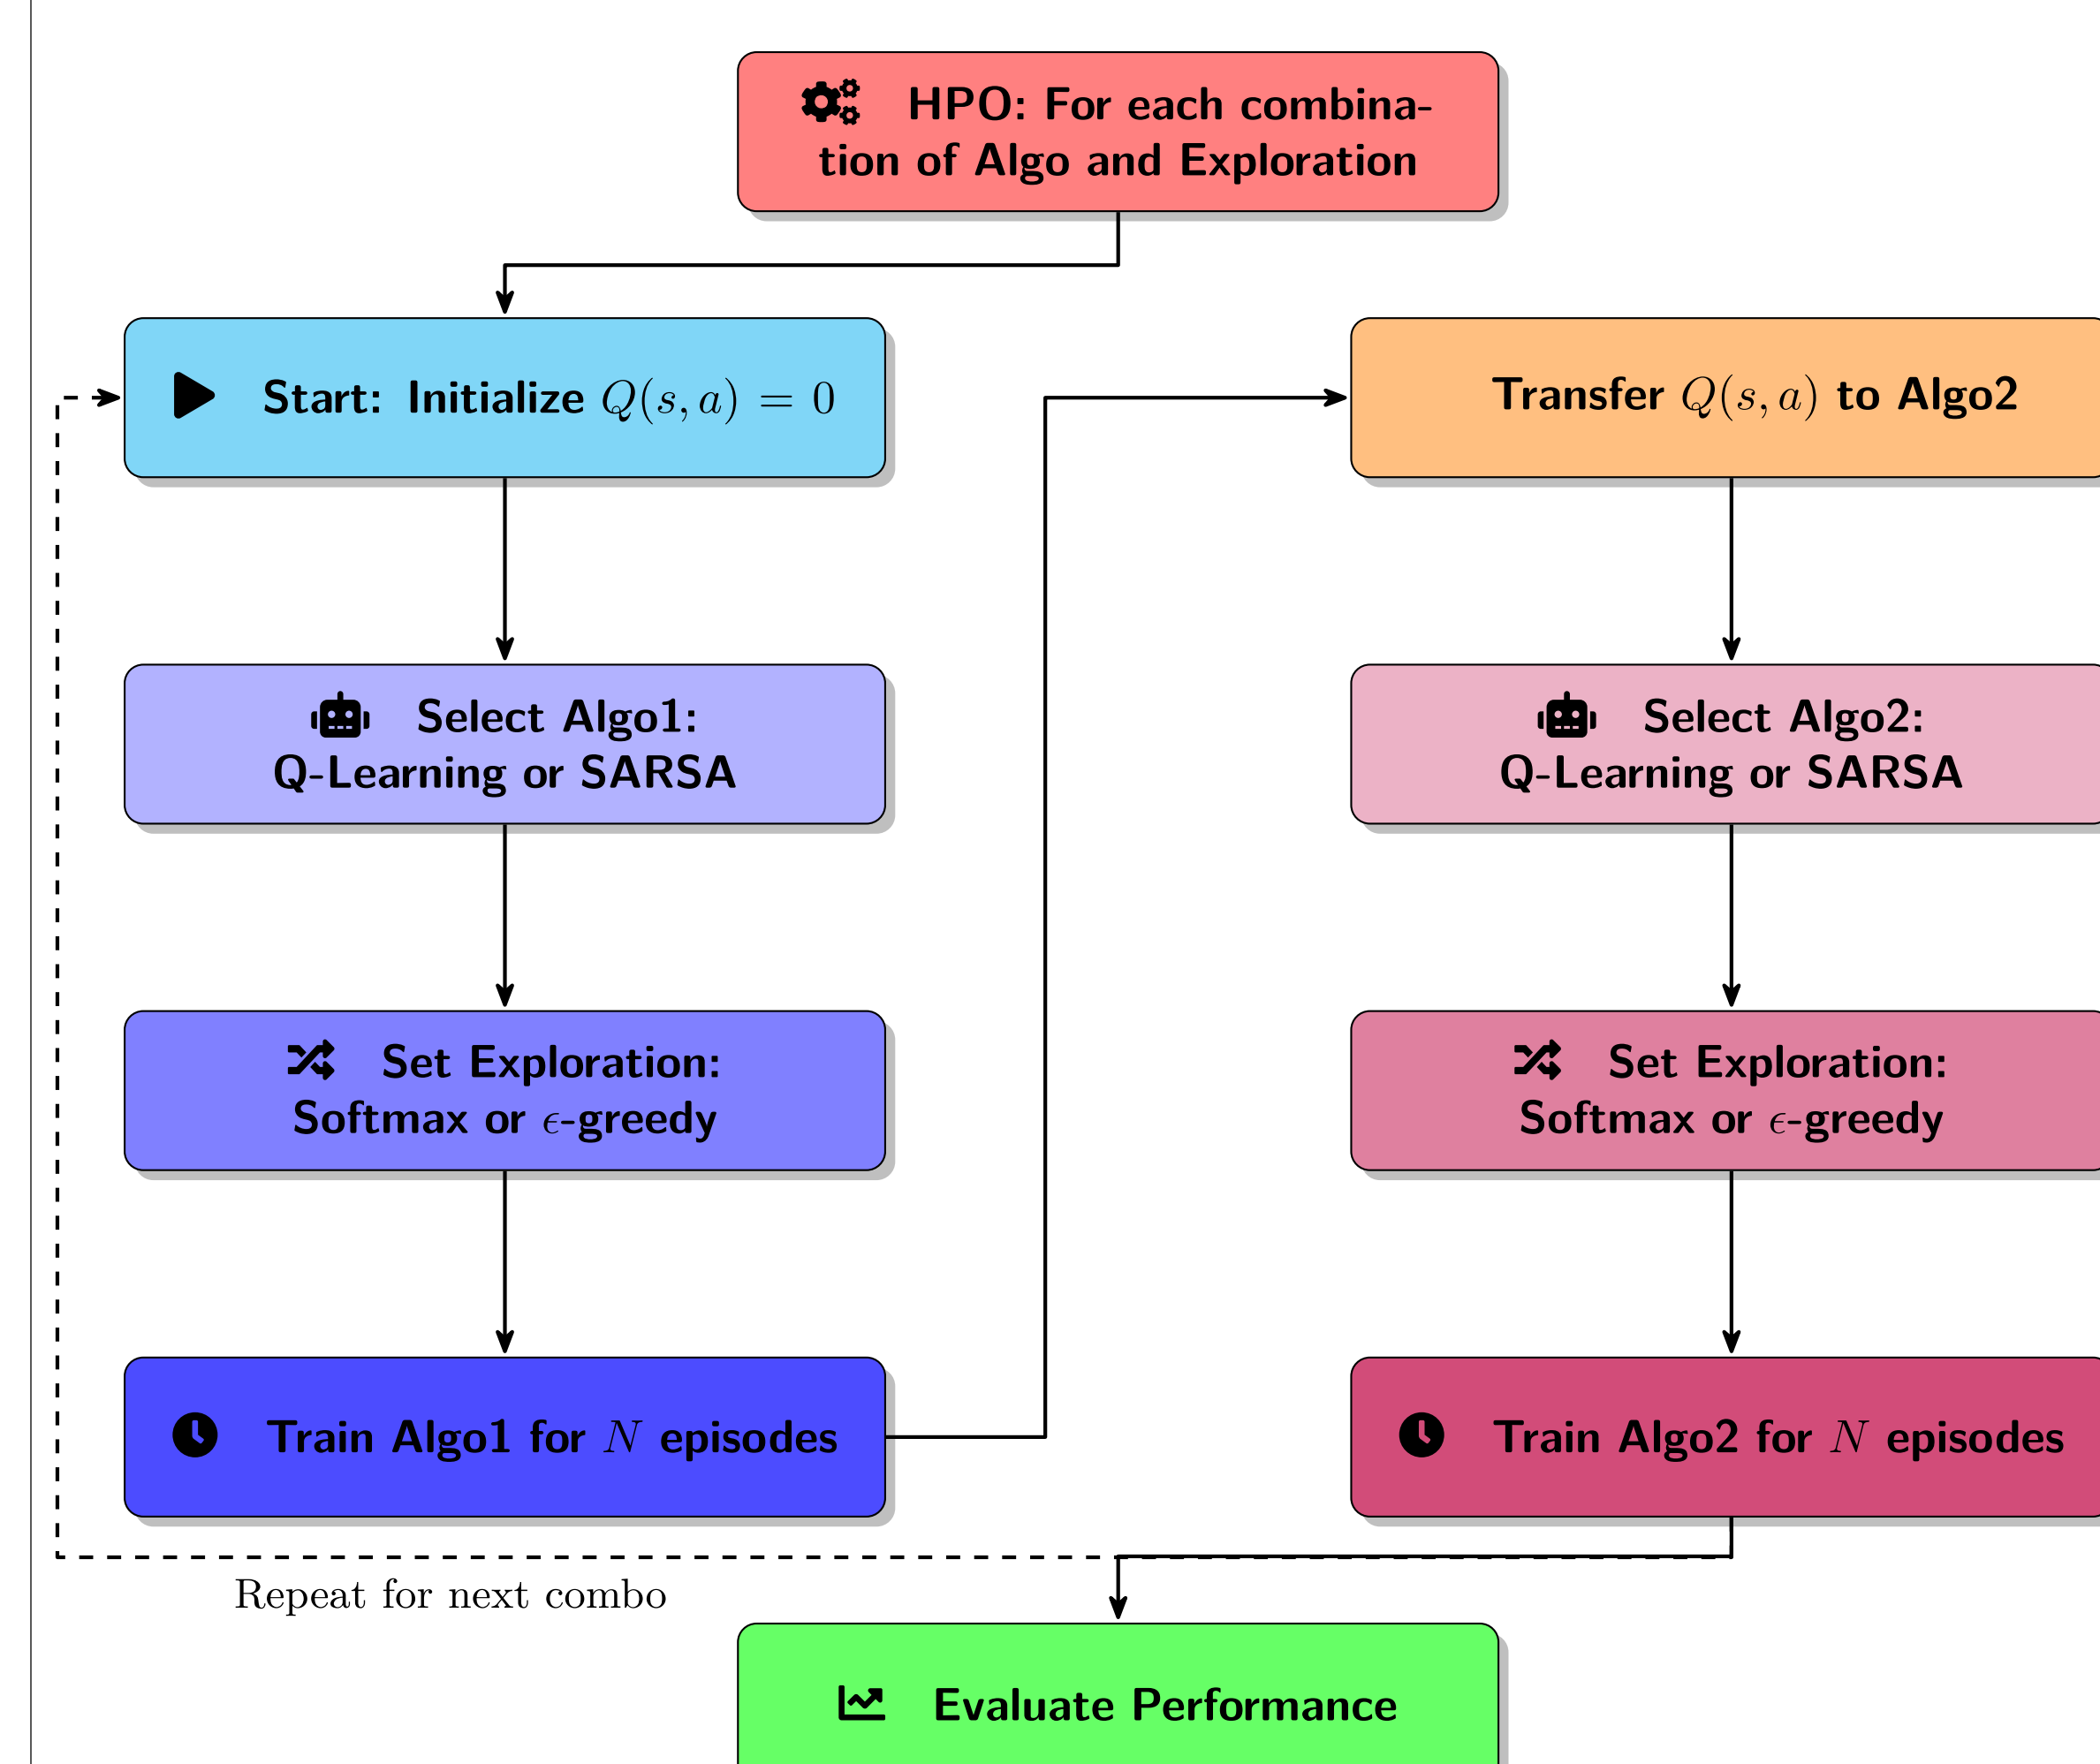 HPO: For each combina-
tion of Algo and Exploration
Start: Initialize Q(s, a) = 0
Select Algo1:
Q-Learning or SARSA
Set Exploration:
Softmax or ϵ-greedy
Train Algo1 for N episodes
Transfer Q(s, a) to Algo2
Select Algo2:
Q-Learning or SARSA
Set Exploration:
Softmax or ϵ-greedy
Train Algo2 for N episodes
Repeat for next combo
Evaluate Performance